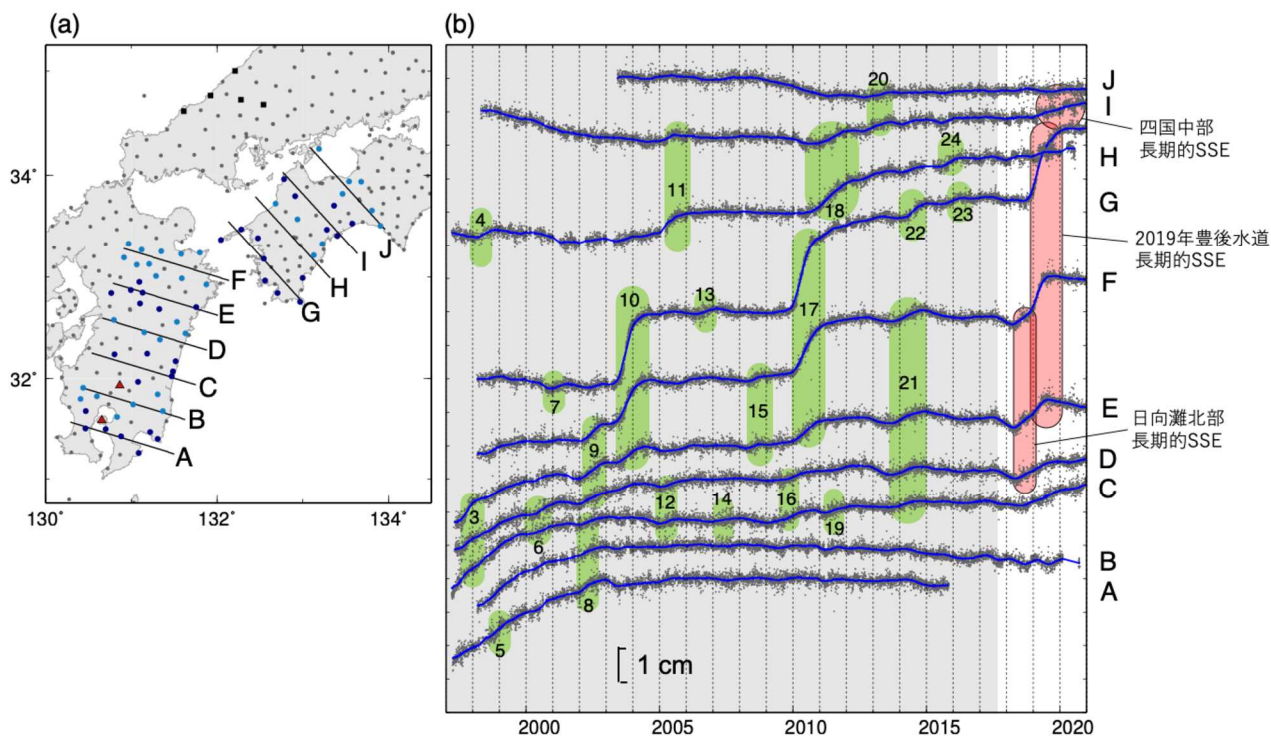 (a)
(b)
34°
32°
130°
132°
134°
A
B
C
D
E
F
G
H
I
J
3
4
5
6
7
8
9
10
11
12
13
14
15
16
17
18
19
20
21
22
23
24
1 cm
2000
2005
2010
2015
2020
J
I
H
G
F
E
D
C
B
A
四国中部
長期的SSE
2019年豊後水道
長期的SSE
日向灘北部
長期的SSE